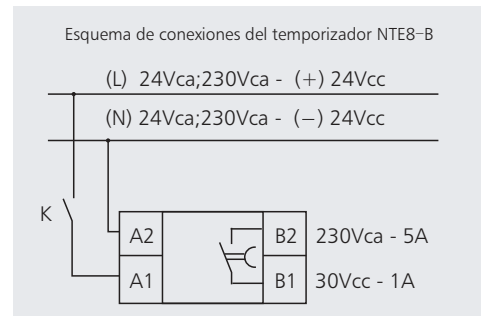 Esquema de conexiones del temporizador NTE8-B
(L) 24Vca;230Vca - (+) 24Vcc
(N) 24Vca;230Vca - (−) 24Vcc
K
A2 B2 230Vca - 5A
A1 B1 30Vcc - 1A